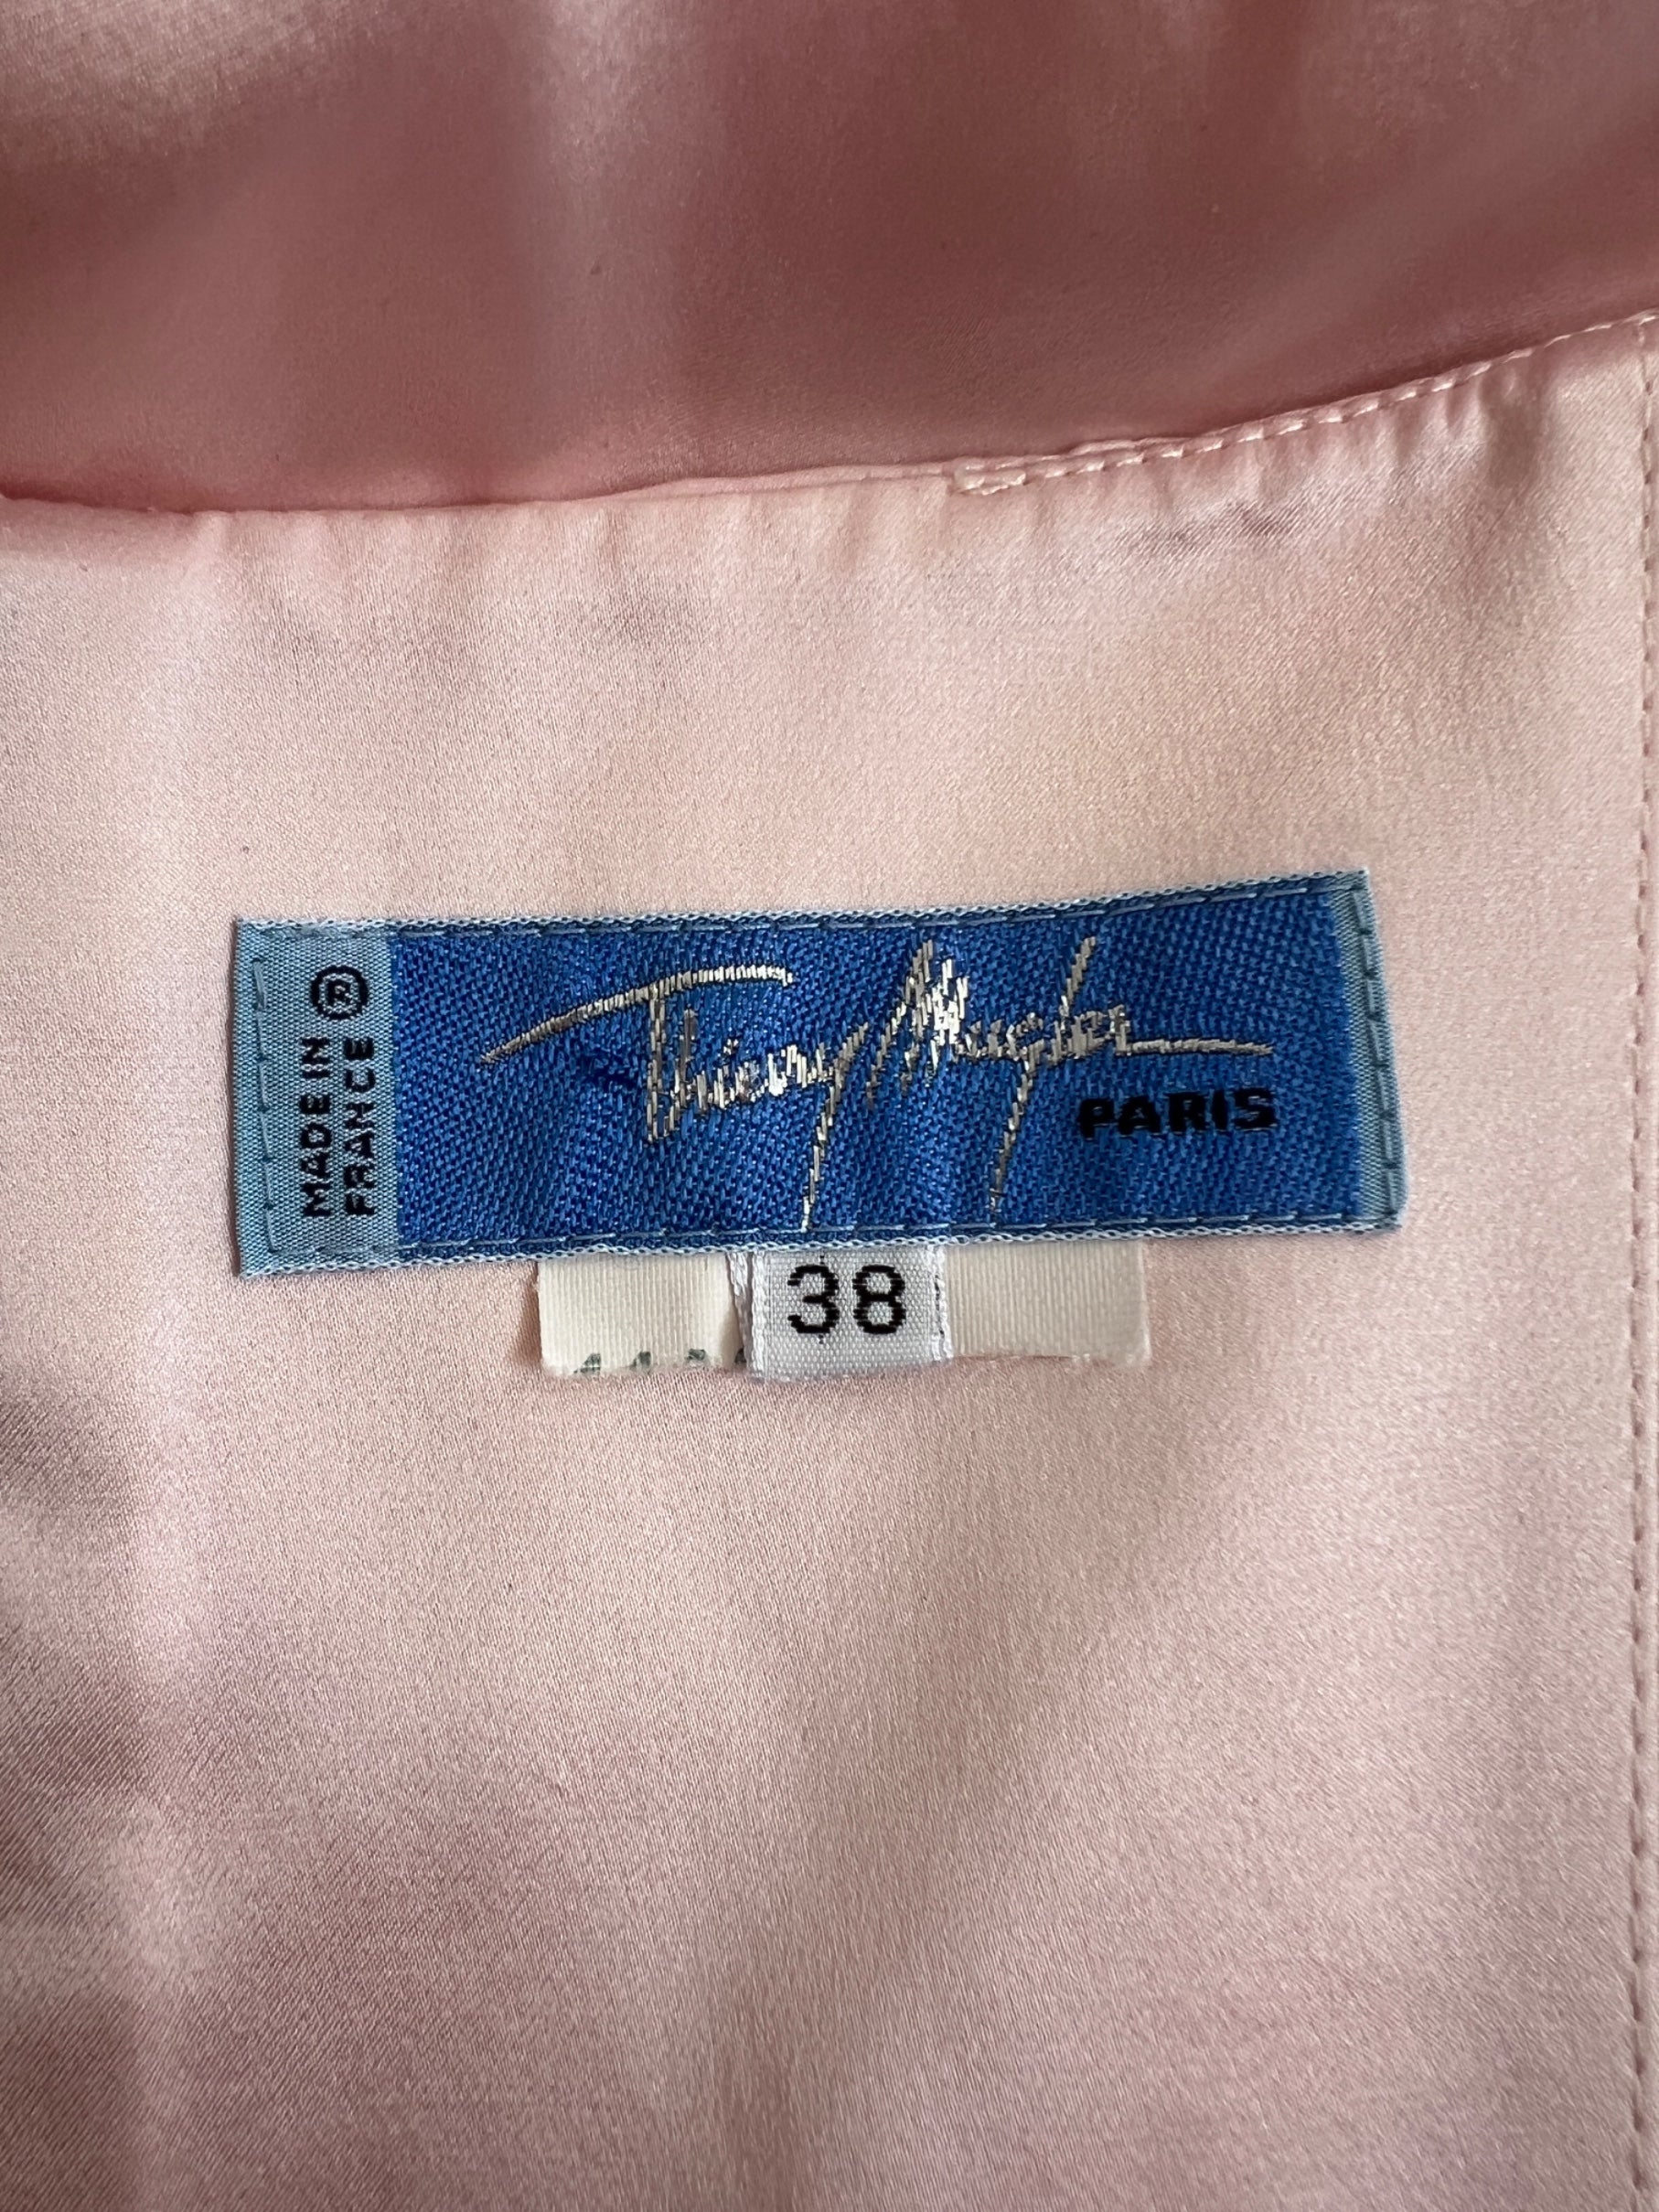 MADE IN
FRANCE ®
Thierry Mugler
PARIS
38